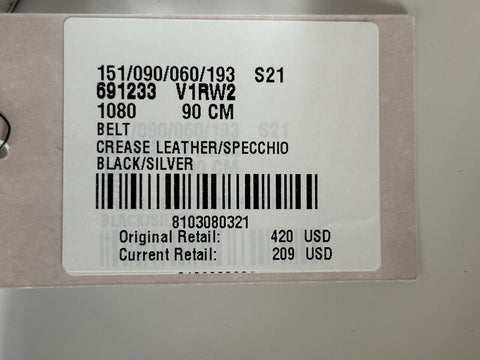 151/090/060/193 S21
691233 V1RW2
1080 90 CM
BELT
CREASE LEATHER/SPECCHIO
BLACK/SILVER
8103080321
Original Retail: 420 USD
Current Retail: 209 USD